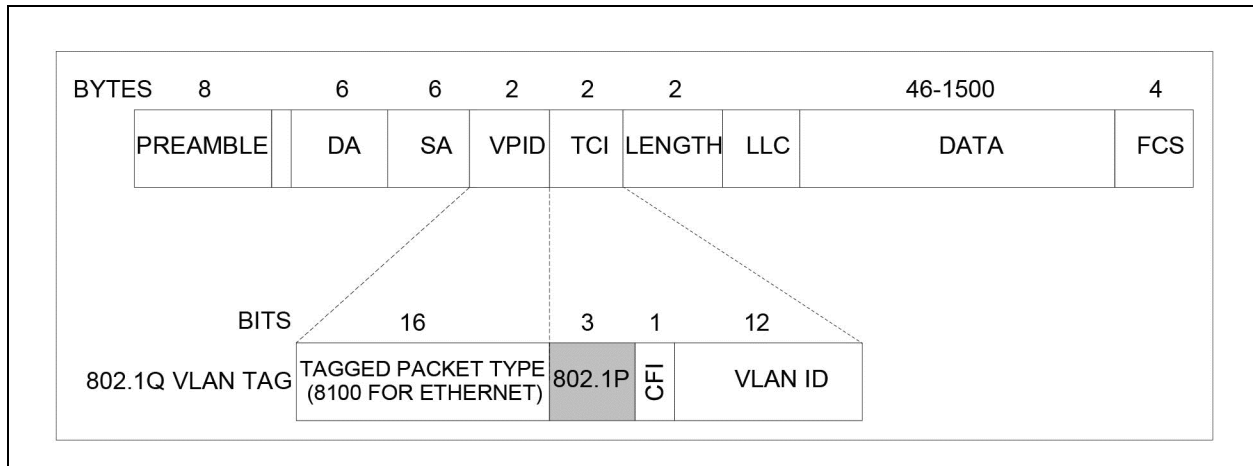 BYTES 8 6 6 2 2 2 46-1500 4
PREAMBLE DA SA VPID TCI LENGTH LLC DATA FCS
BITS 16 3 1 12
802.1Q VLAN TAG TAGGED PACKET TYPE 802.1P CFI VLAN ID
(8100 FOR ETHERNET)